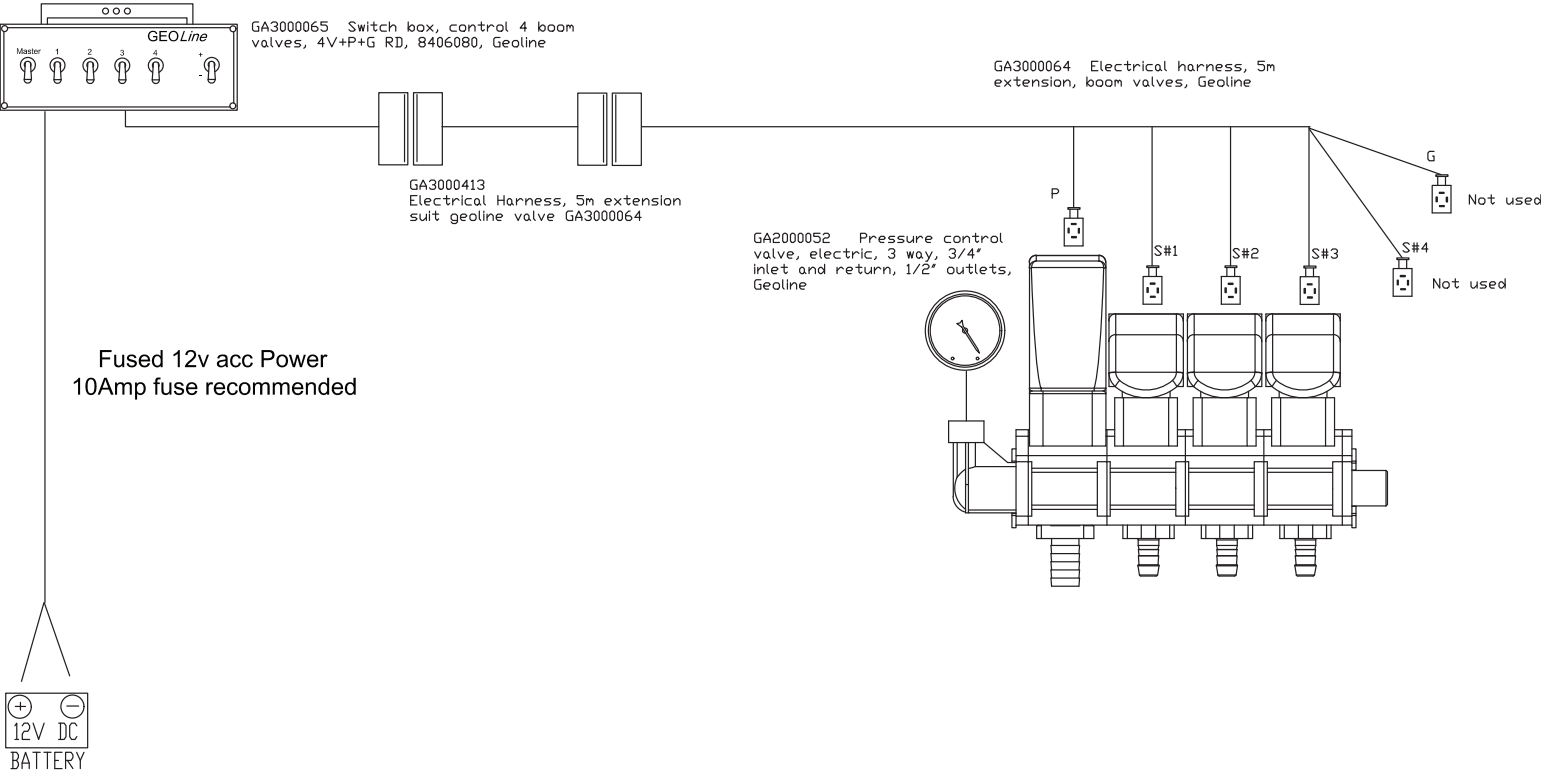 GEOLine
Master 1 2 3 4 +
-
GA3000065 Switch box, control 4 boom
valves, 4V+P+G RD, 8406080, Geoline
GA3000064 Electrical harness, 5m
extension, boom valves, Geoline
GA3000413
Electrical Harness, 5m extension
suit geoline valve GA3000064
G
Not used
P
GA2000052 Pressure control
valve, electric, 3 way, 3/4"
inlet and return, 1/2" outlets,
Geoline
S#1
S#2
S#3
S#4
Not used
Fused 12v acc Power
10Amp fuse recommended
+ −
12V DC
BATTERY